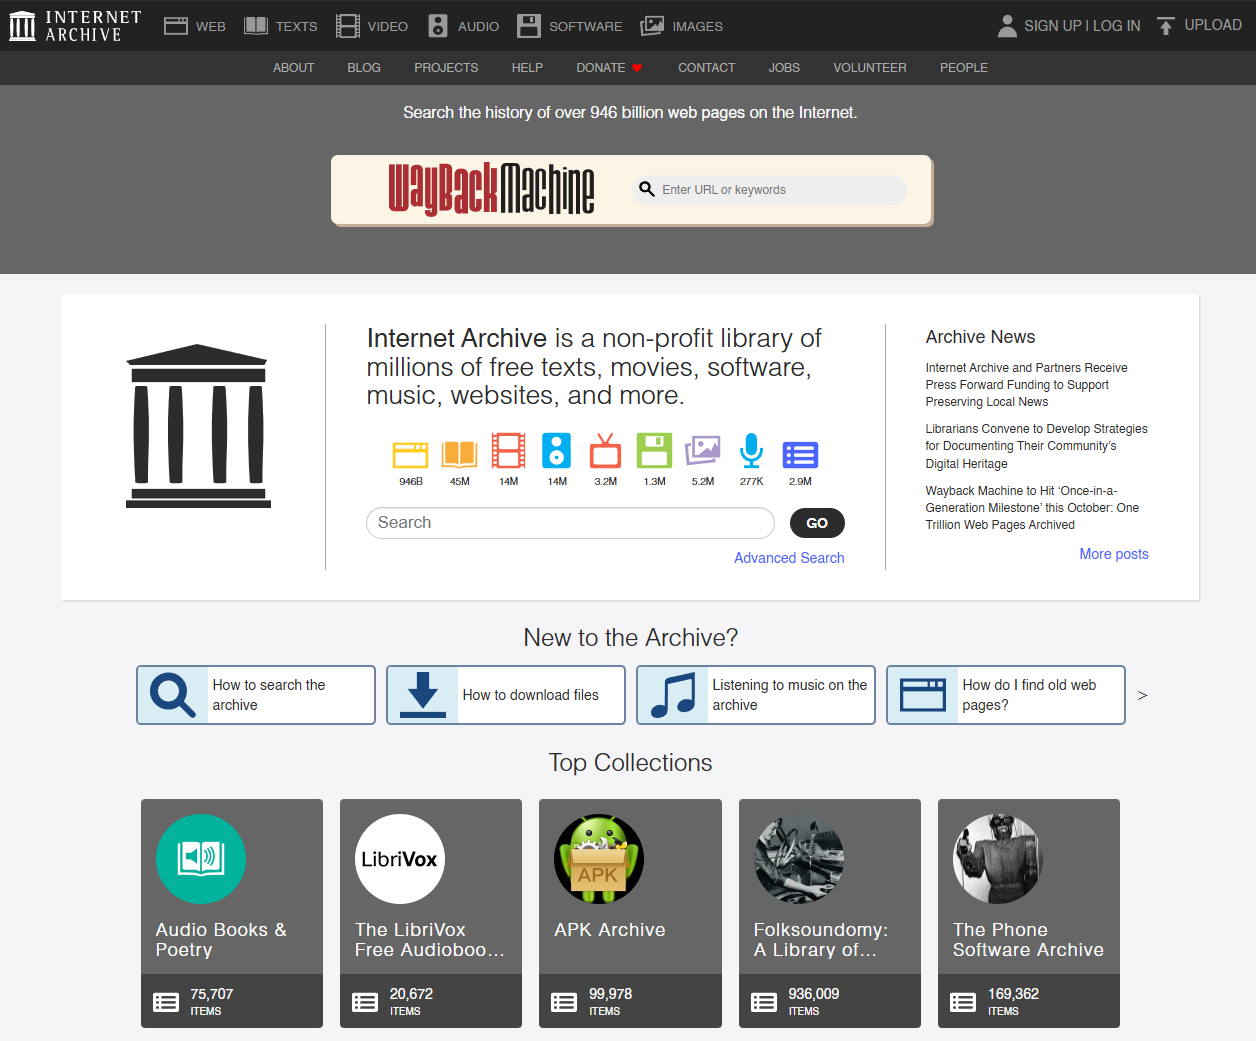 INTERNET
ARCHIVE
WEB
TEXTS
VIDEO
AUDIO
SOFTWARE
IMAGES
SIGN UP | LOG IN
UPLOAD
ABOUT
BLOG
PROJECTS
HELP
DONATE
CONTACT
JOBS
VOLUNTEER
PEOPLE
Search the history of over 946 billion web pages on the Internet.
WayBackMachine
Enter URL or keywords
Internet Archive is a non-profit library of
millions of free texts, movies, software,
music, websites, and more.
946B
45M
14M
14M
3.2M
1.3M
5.2M
277K
2.9M
Search
GO
Advanced Search
Archive News
Internet Archive and Partners Receive
Press Forward Funding to Support
Preserving Local News
Librarians Convene to Develop Strategies
for Documenting Their Community’s
Digital Heritage
Wayback Machine to Hit ‘Once-in-a-
Generation Milestone’ this October: One
Trillion Web Pages Archived
More posts
New to the Archive?
How to search the
archive
How to download files
Listening to music on the
archive
How do I find old web
pages?
>
Top Collections
Audio Books &
Poetry
75,707
ITEMS
LibriVox
The LibriVox
Free Audioboo...
20,672
ITEMS
APK
APK Archive
99,978
ITEMS
Folksoundomy:
A Library of...
936,009
ITEMS
The Phone
Software Archive
169,362
ITEMS